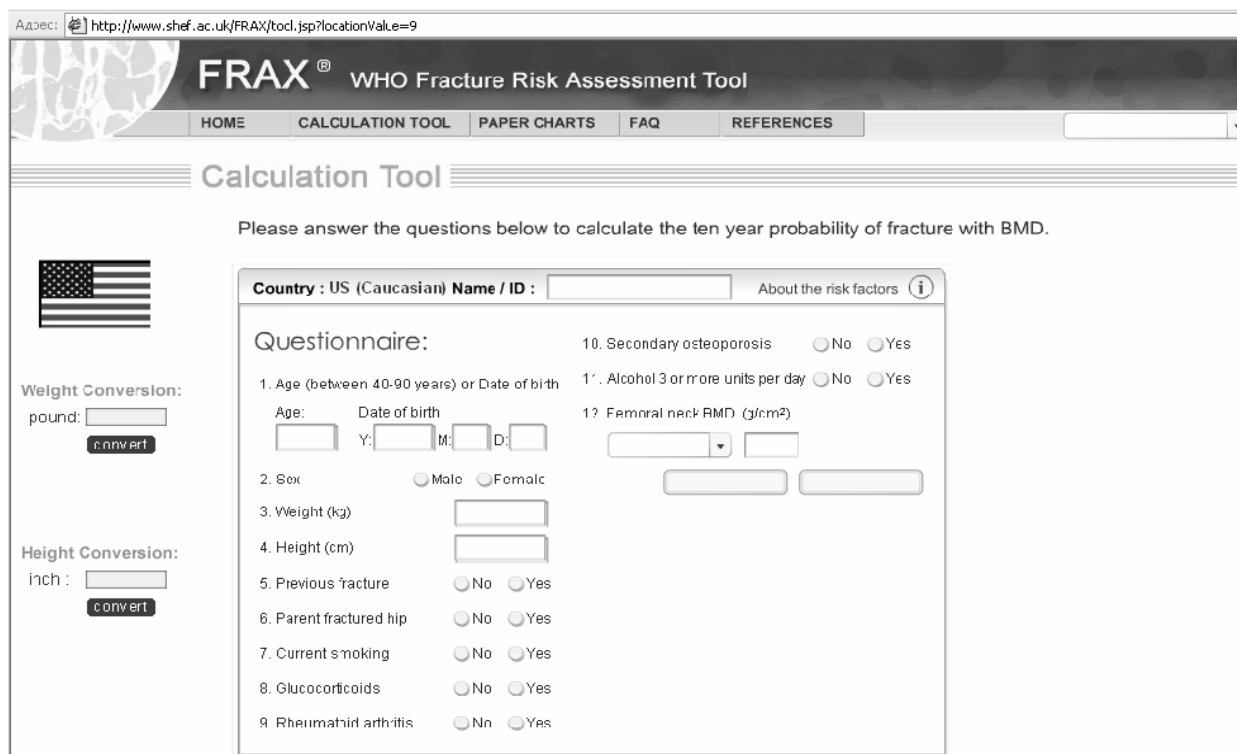 Адрес: http://www.shef.ac.uk/FRAX/tocl.jsp?locationValue=9
FRAX ® WHO Fracture Risk Assessment Tool
HOME CALCULATION TOOL PAPER CHARTS FAQ REFERENCES
Calculation Tool
Please answer the questions below to calculate the ten year probability of fracture with BMD.
Country : US (Caucasian) Name / ID : About the risk factors i
Weight Conversion:
pound:
convert
Height Conversion:
inch :
convert
Questionnaire:
1. Age (between 40-90 years) or Date of birth
Age: Date of birth
Y: M: D:
2. Sex Male Female
3. Weight (kg)
4. Height (cm)
5. Previous fracture No Yes
6. Parent fractured hip No Yes
7. Current smoking No Yes
8. Glucocorticoids No Yes
9. Rheumatoid arthritis No Yes
10. Secondary osteoporosis No Yes
11. Alcohol 3 or more units per day No Yes
12. Femoral neck BMD (g/cm²)